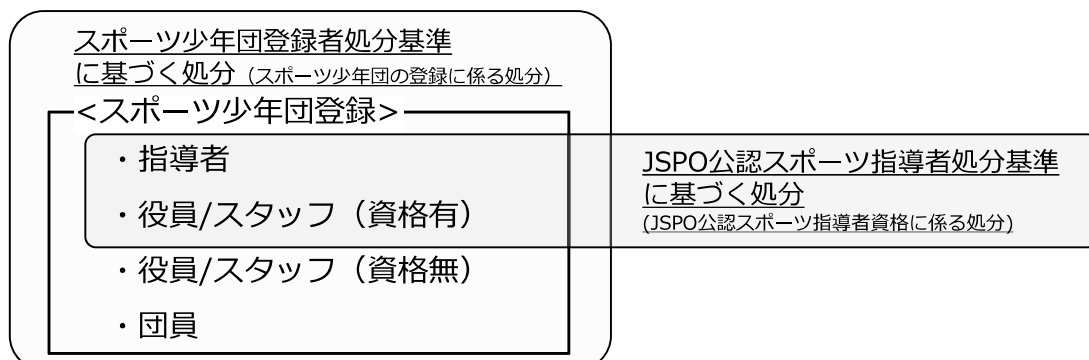 スポーツ少年団登録者処分基準
に基づく処分（スポーツ少年団の登録に係る処分）
<スポーツ少年団登録>
・指導者
・役員/スタッフ（資格有）
・役員/スタッフ（資格無）
・団員
JSPO公認スポーツ指導者処分基準
に基づく処分
(JSPO公認スポーツ指導者資格に係る処分)